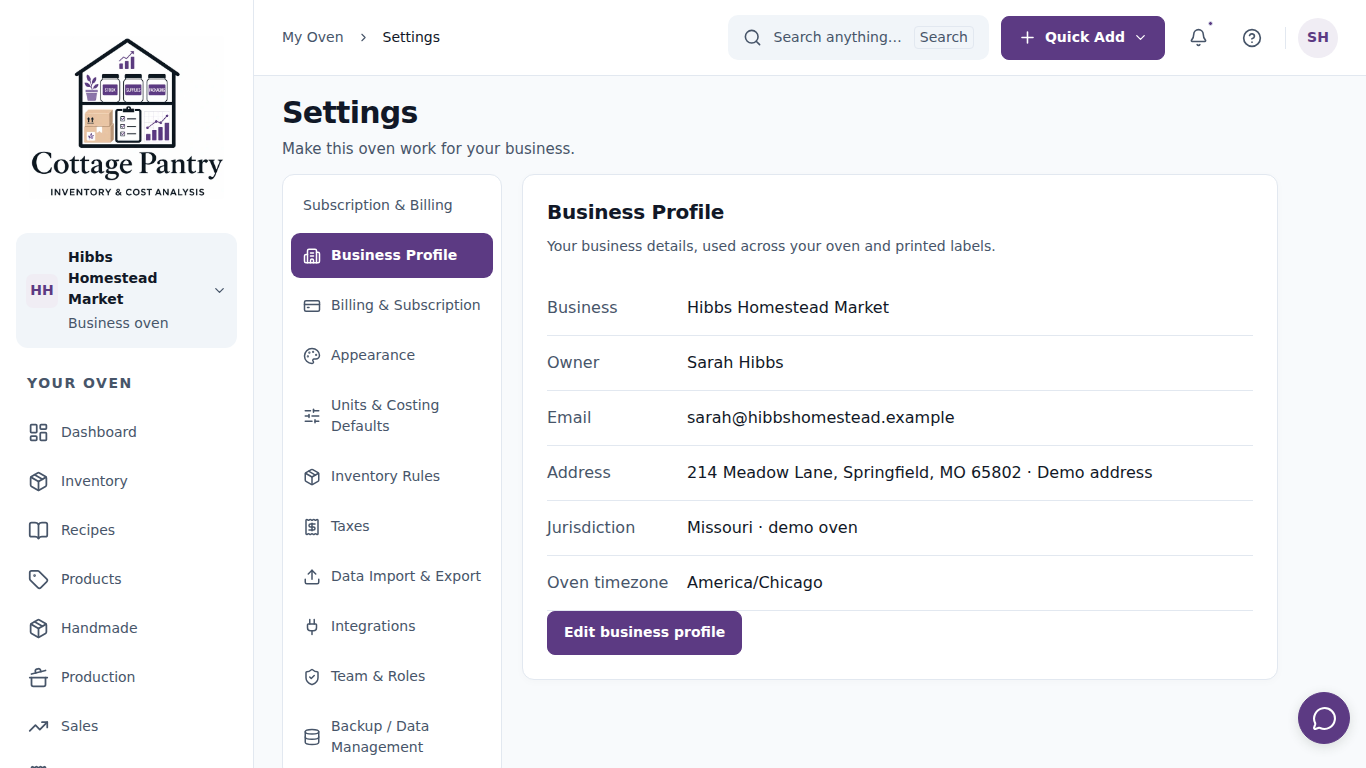 My Oven
Settings
Search anything...
Search
Quick Add
SH
Cottage Pantry
INVENTORY & COST ANALYSIS
HH
Hibbs
Homestead
Market
Business oven
YOUR OVEN
Dashboard
Inventory
Recipes
Products
Handmade
Production
Sales
Settings
Make this oven work for your business.
Subscription & Billing
Business Profile
Billing & Subscription
Appearance
Units & Costing
Defaults
Inventory Rules
Taxes
Data Import & Export
Integrations
Team & Roles
Backup / Data
Management
Business Profile
Your business details, used across your oven and printed labels.
Business Hibbs Homestead Market
Owner Sarah Hibbs
Email sarah@hibbshomestead.example
Address 214 Meadow Lane, Springfield, MO 65802 · Demo address
Jurisdiction Missouri · demo oven
Oven timezone America/Chicago
Edit business profile